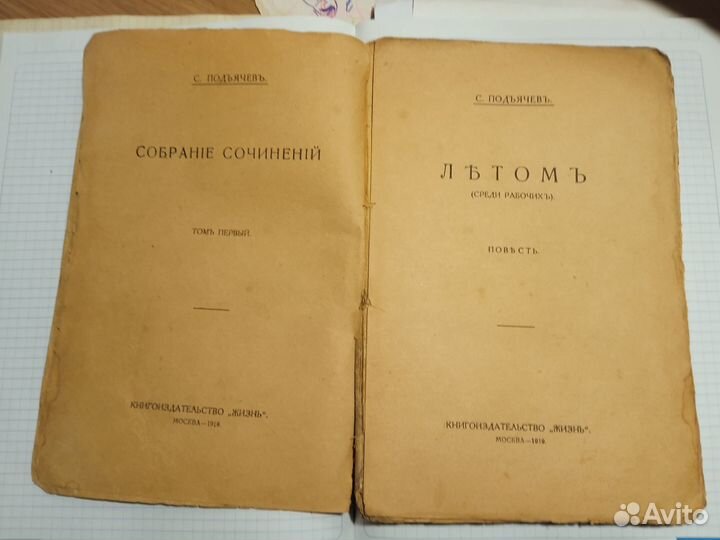 С. ПОДЪЯЧЕВЪ.
СОБРАНІЕ СОЧИНЕНІЙ
ТОМЪ ПЕРВЫЙ.
КНИГОИЗДАТЕЛЬСТВО „ЖИЗНЬ“.
МОСКВА—1918.
С. ПОДЪЯЧЕВЪ.
ЛѢТОМЪ
(СРЕДИ РАБОЧИХЪ).
ПОВѢСТЬ.
КНИГОИЗДАТЕЛЬСТВО „ЖИЗНЬ“.
МОСКВА—1918.
Avito